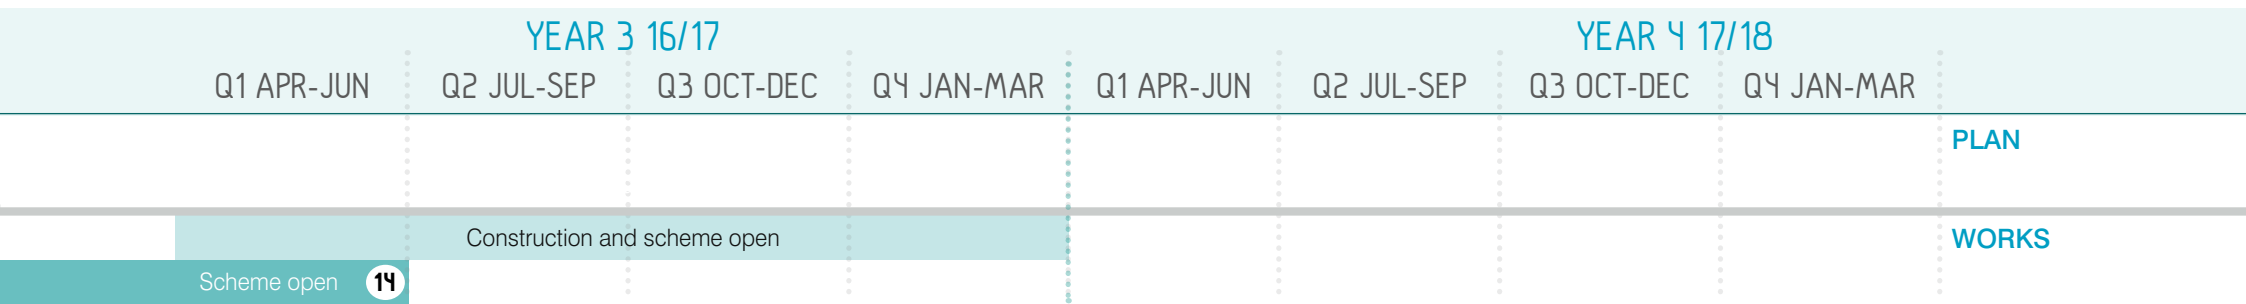 YEAR 3 16/17 YEAR 4 17/18
Q1 APR-JUN Q2 JUL-SEP Q3 OCT-DEC Q4 JAN-MAR Q1 APR-JUN Q2 JUL-SEP Q3 OCT-DEC Q4 JAN-MAR
PLAN
Construction and scheme open WORKS
Scheme open 14